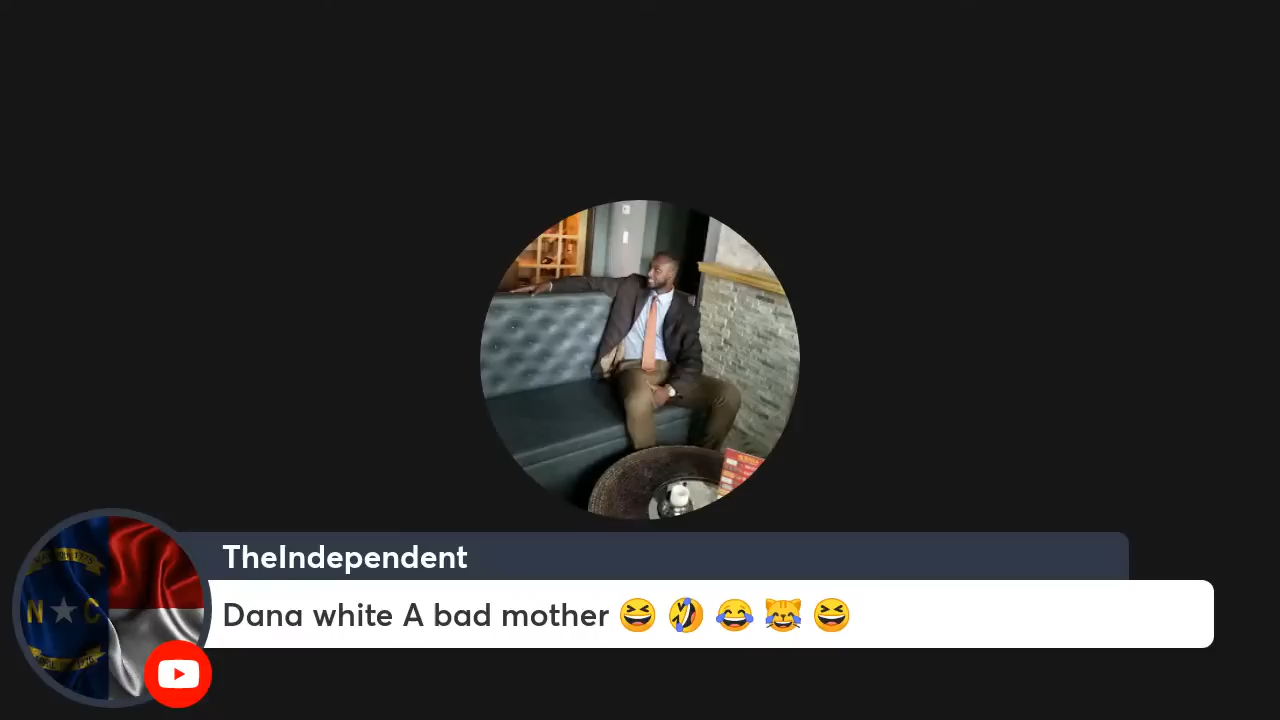 TheIndependent
Dana white A bad mother 😆 🤣 😂 😹 😆
N C